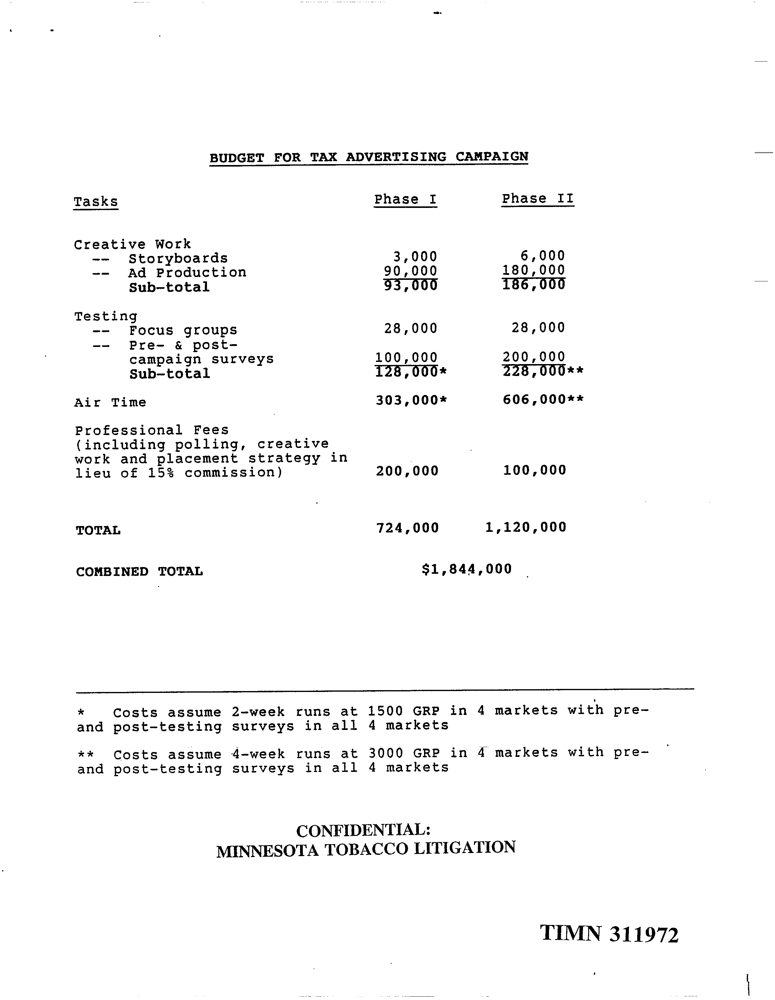 BUDGET FOR TAX ADVERTISING CAMPAIGN
Tasks Phase I Phase II
Creative Work
-- Storyboards 3,000 6,000
-- Ad Production 90,000 180,000
Sub-total 93,000 186,000
Testing
-- Focus groups 28,000 28,000
-- Pre- & post-
campaign surveys 100,000 200,000
Sub-total 128,000* 228,000**
Air Time 303,000* 606,000**
Professional Fees
(including polling, creative
work and placement strategy in
lieu of 15% commission) 200,000 100,000
TOTAL 724,000 1,120,000
COMBINED TOTAL $1,844,000
* Costs assume 2-week runs at 1500 GRP in 4 markets with pre-
and post-testing surveys in all 4 markets
** Costs assume 4-week runs at 3000 GRP in 4 markets with pre-
and post-testing surveys in all 4 markets
CONFIDENTIAL:
MINNESOTA TOBACCO LITIGATION
TIMN 311972